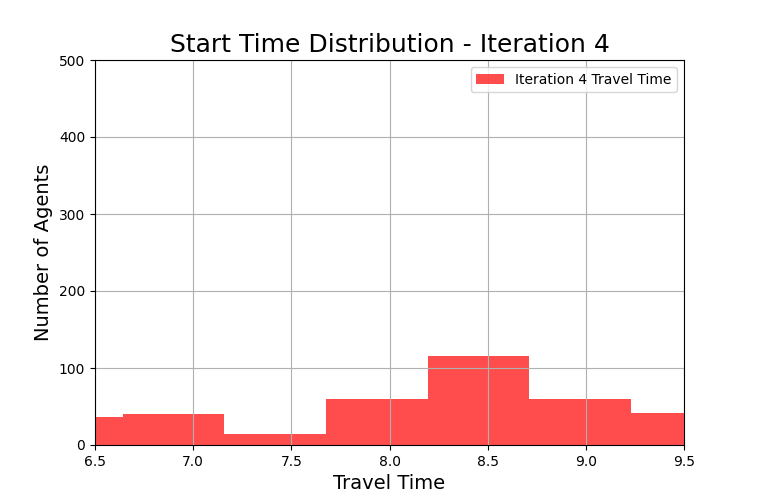 Start Time Distribution - Iteration 4
500
Iteration 4 Travel Time
400
300
200
100
0
Number of Agents
6.5 7.0 7.5 8.0 8.5 9.0 9.5
Travel Time